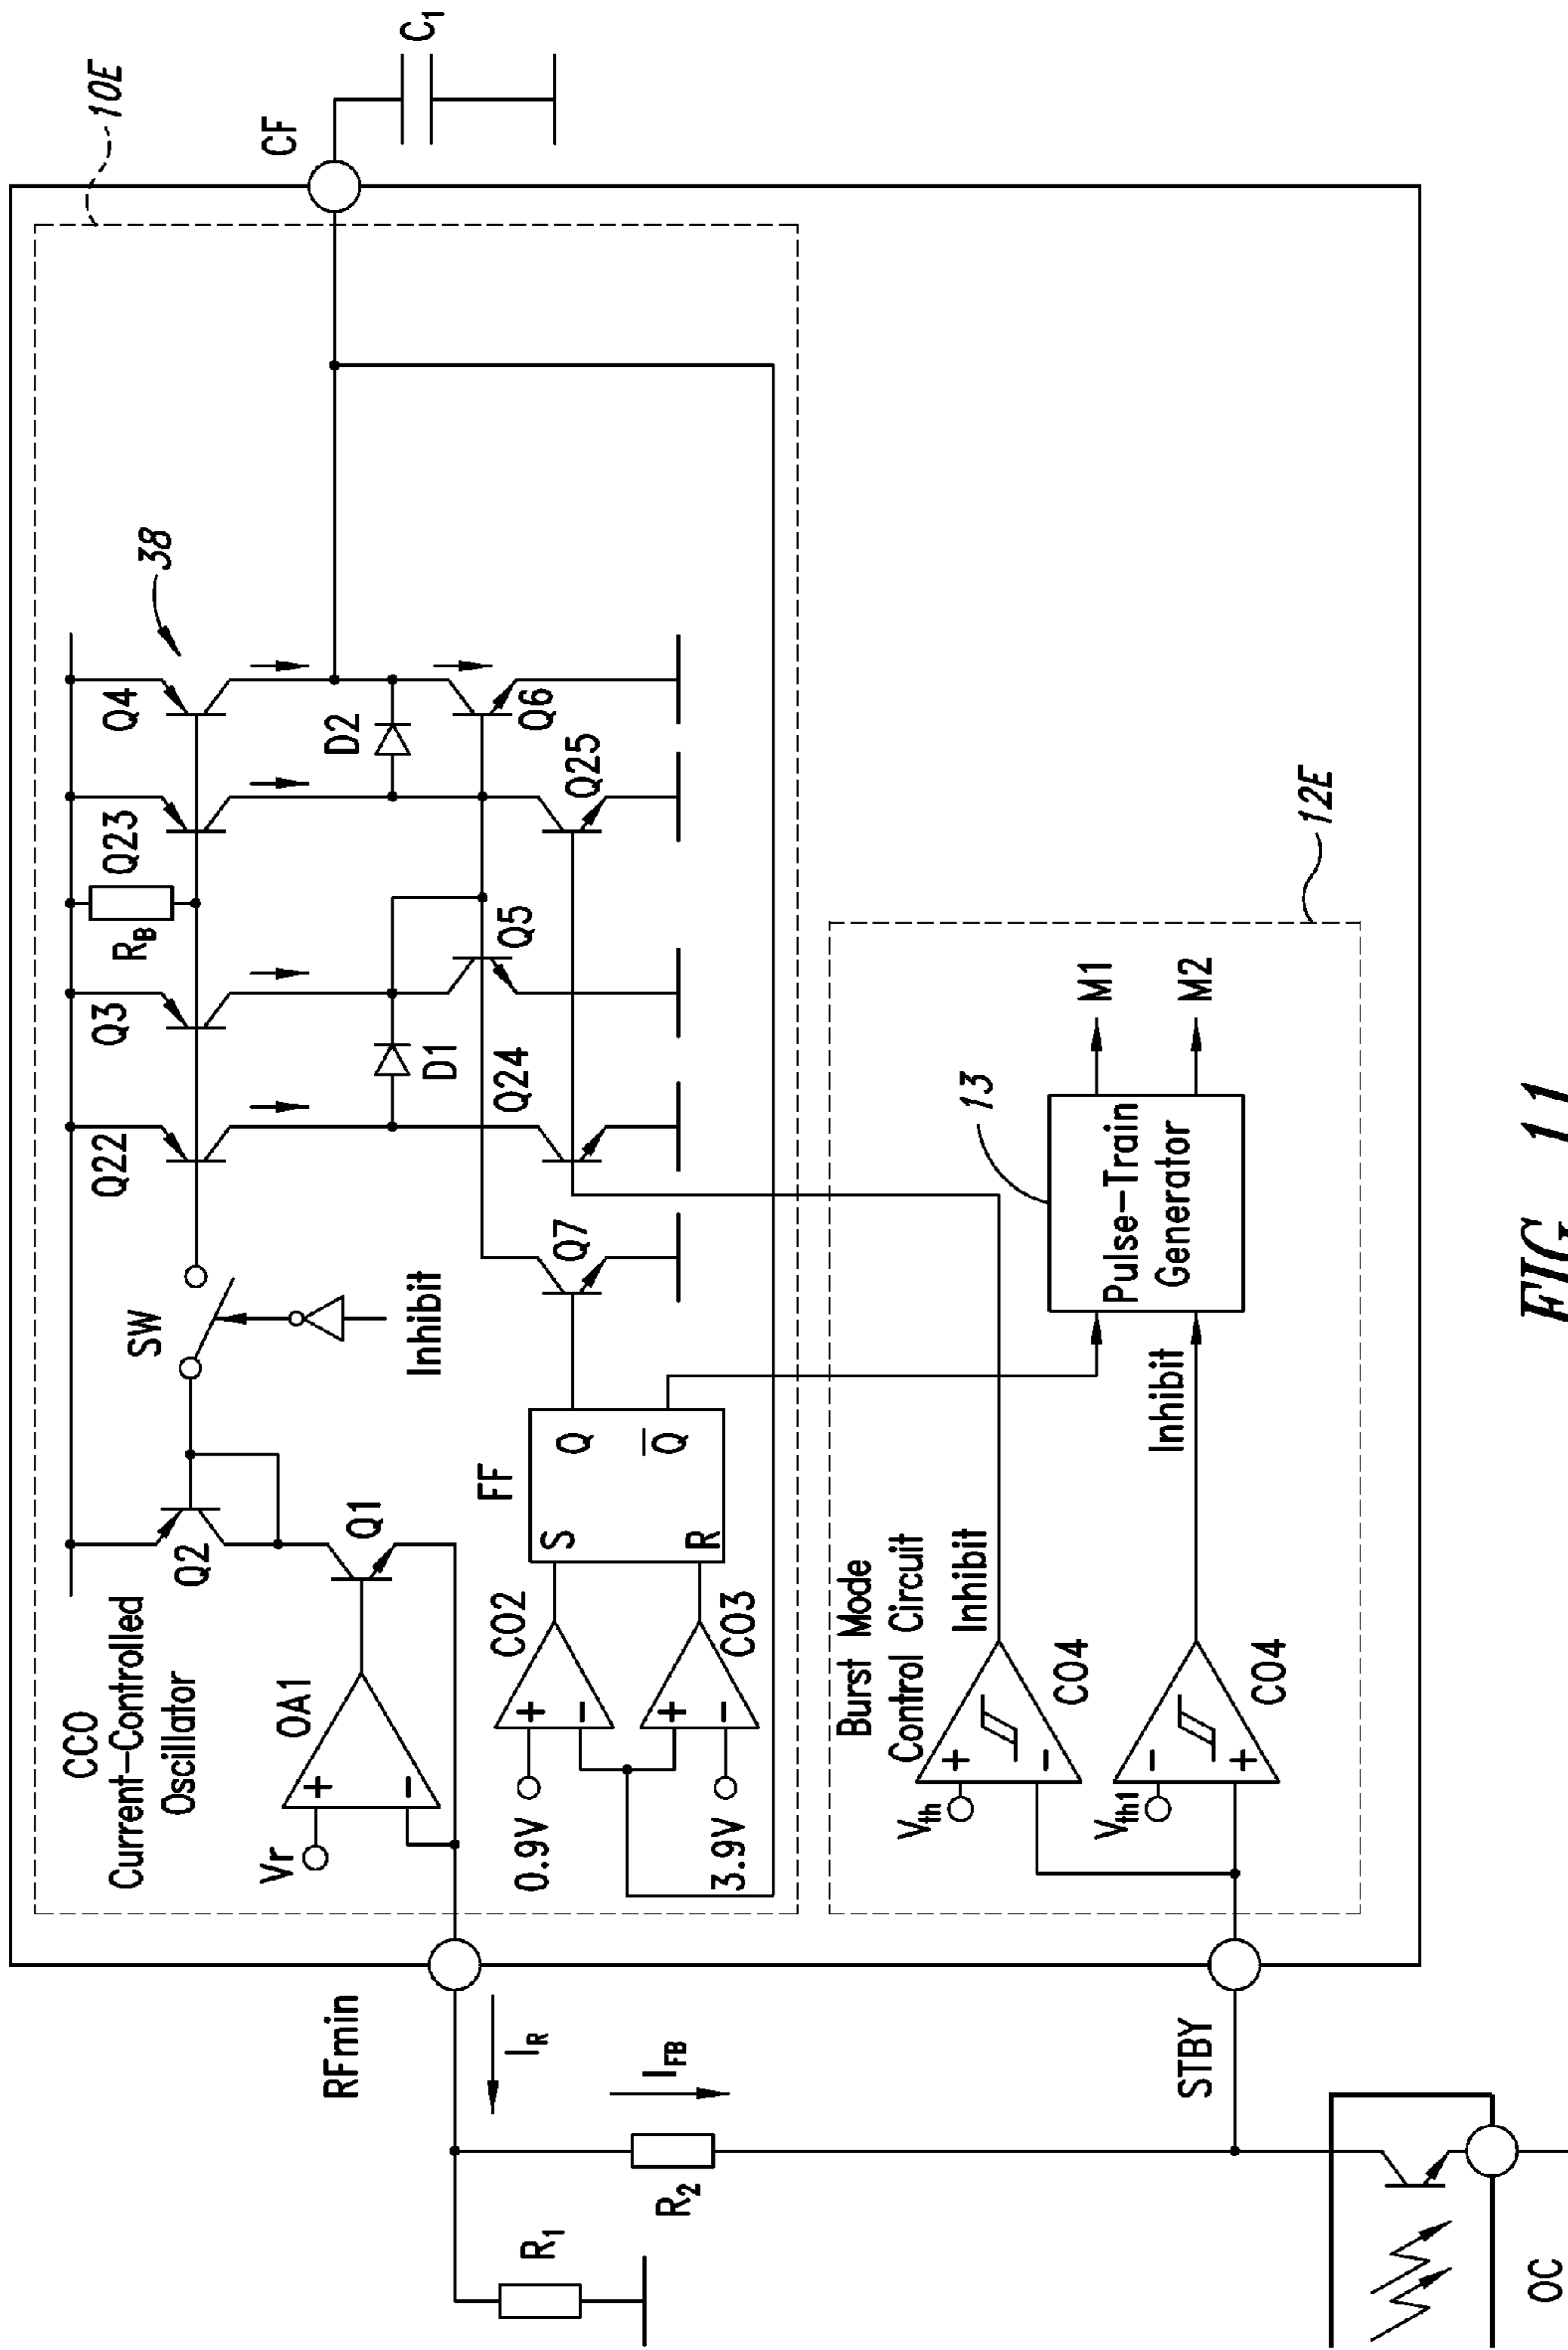 10E
CF
C1
CCO
Current-Controlled
Oscillator
Q2
SW
Inhibit
Q22
Q3
RB
Q23
Q4
38
Vr
OA1
Q1
D1
D2
Q24
Q5
Q25
Q6
Q7
0.9V
CO2
FF
S
Q
R
Q̅
3.9V
CO3
+
-
+
-
+
-
RFmin
IR
IFB
R1
R2
STBY
OC
Burst Mode
Control Circuit
Inhibit
Vth
+
-
CO4
Vth1
-
+
CO4
Inhibit
Pulse-Train
Generator
13
M1
M2
12E
FIG. 11